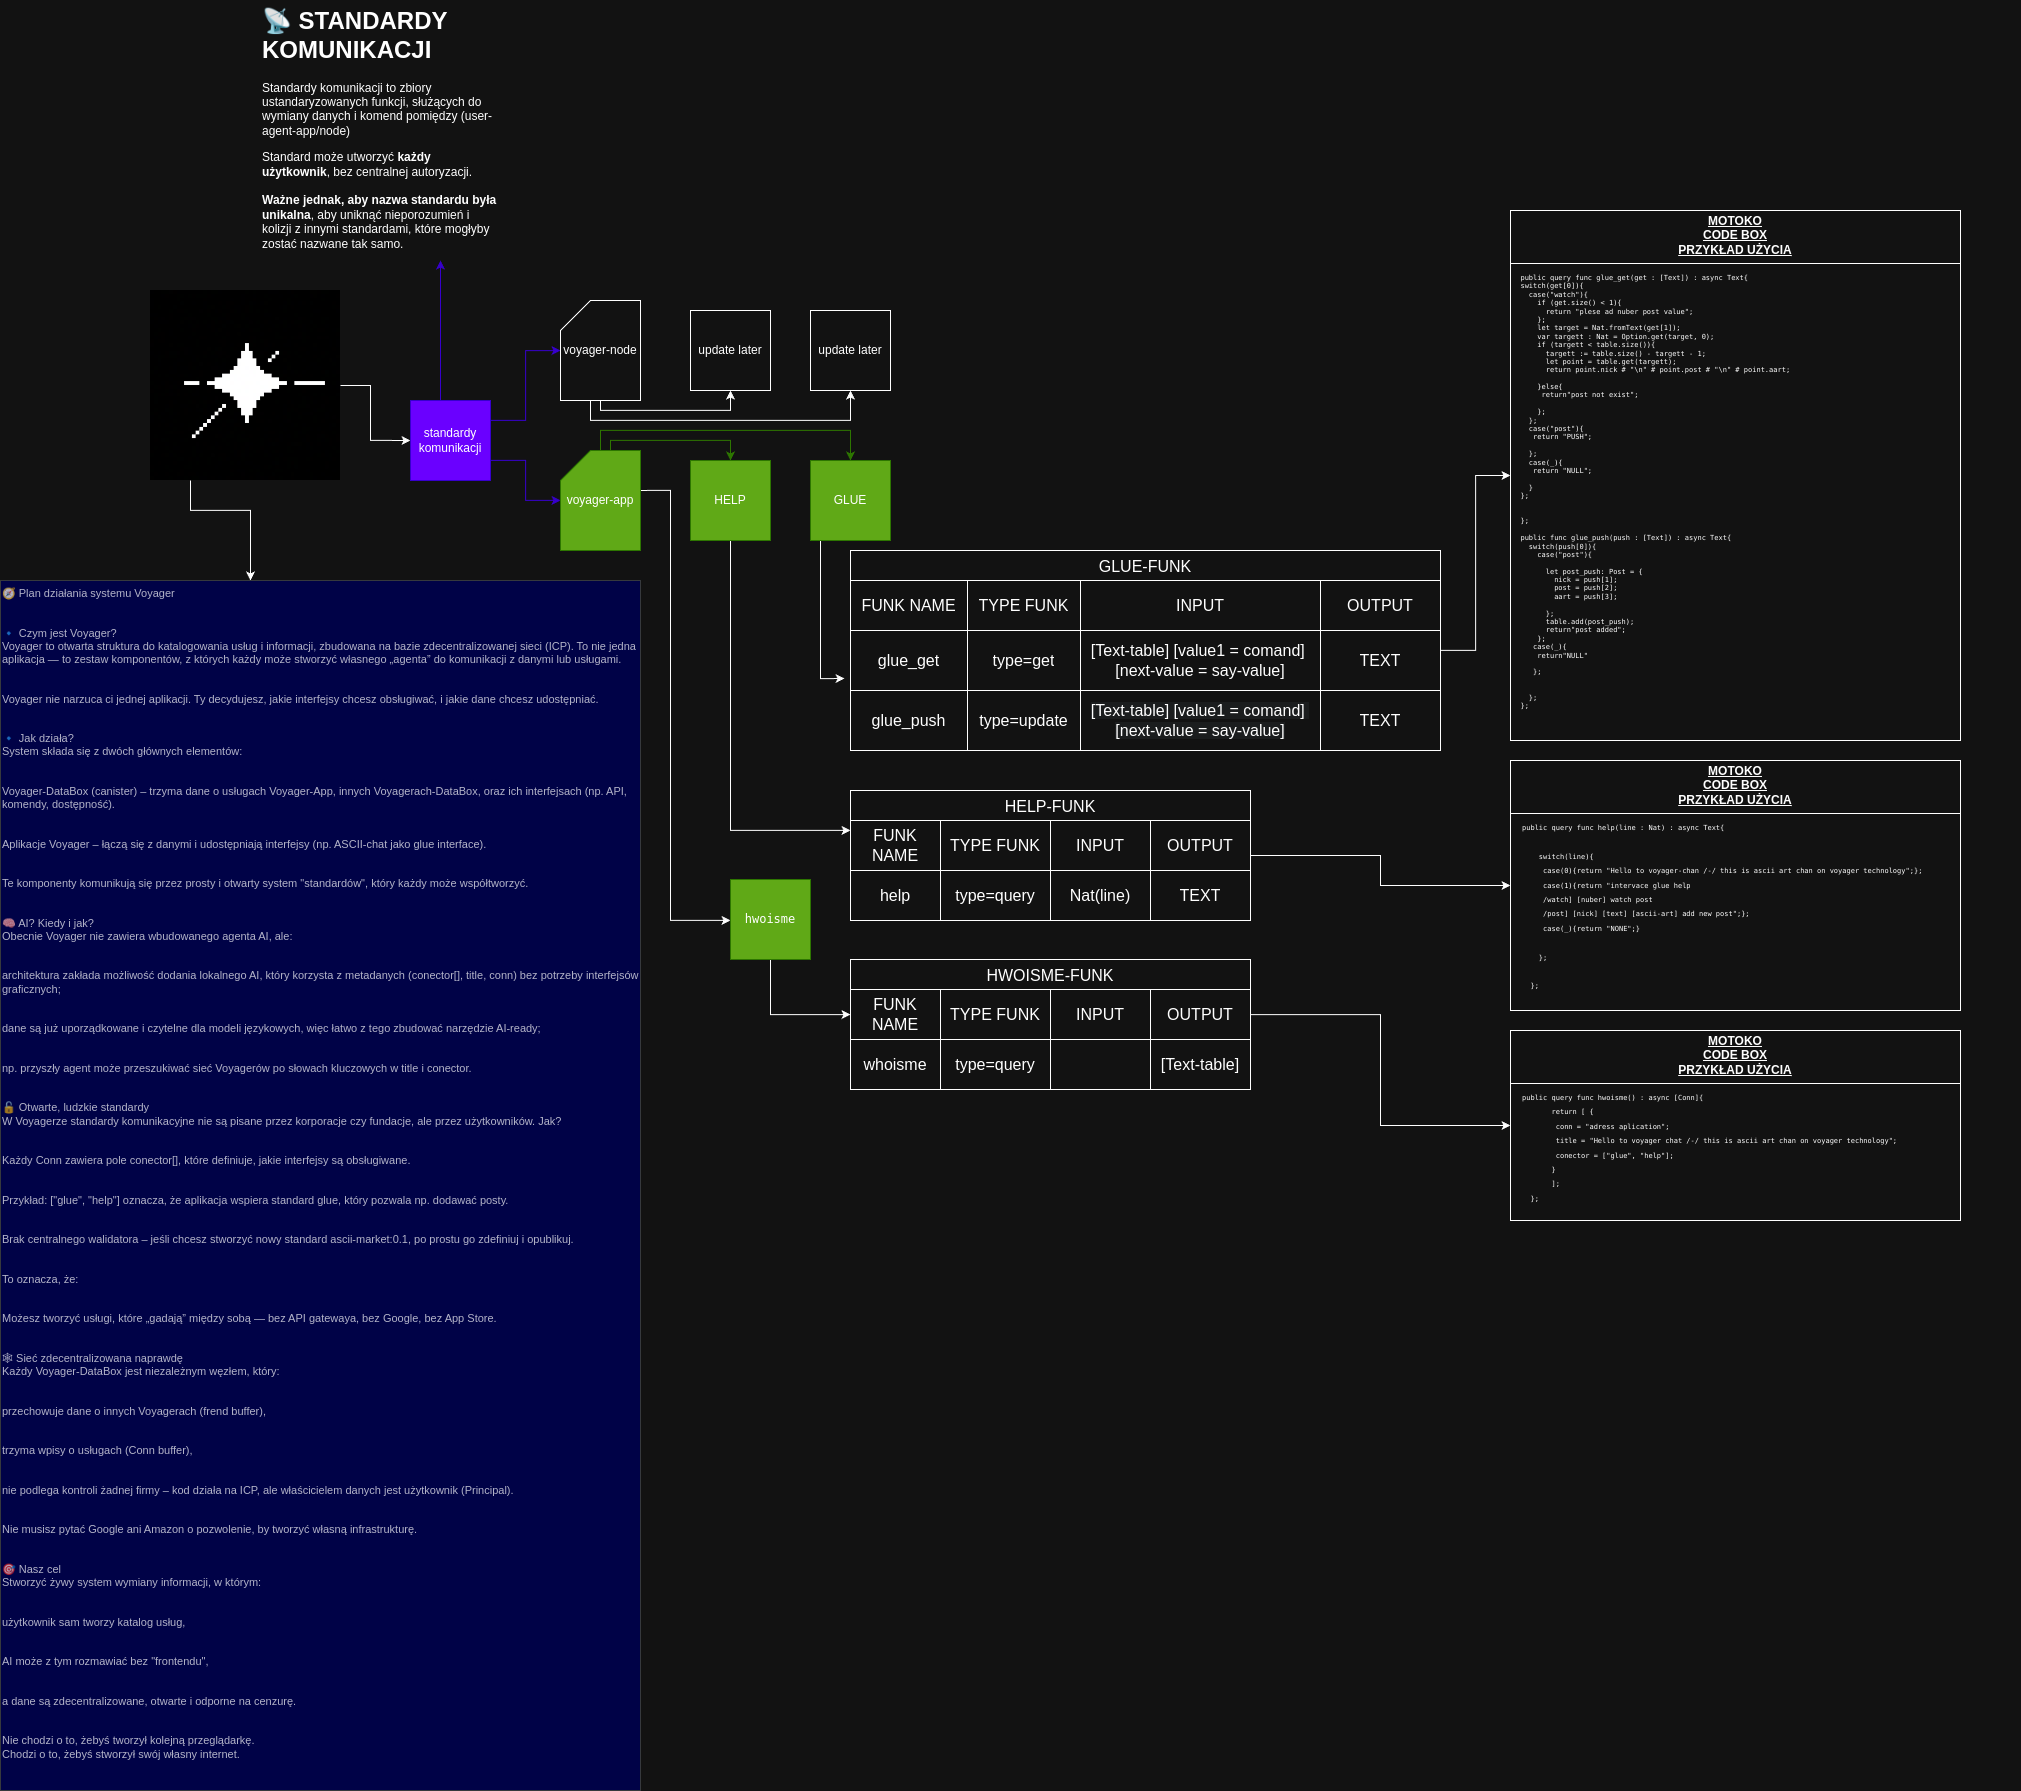 📡 STANDARDY
KOMUNIKACJI
Standardy komunikacji to zbiory
ustandaryzowanych funkcji, służących do
wymiany danych i komend pomiędzy (user-
agent-app/node)
Standard może utworzyć każdy
użytkownik, bez centralnej autoryzacji.
Ważne jednak, aby nazwa standardu była
unikalna, aby uniknąć nieporozumień i
kolizji z innymi standardami, które mogłyby
zostać nazwane tak samo.
standardy
komunikacji
voyager-node
update later
update later
voyager-app
HELP
GLUE
hwoisme
🧭 Plan działania systemu Voyager
🔹 Czym jest Voyager?
Voyager to otwarta struktura do katalogowania usług i informacji, zbudowana na bazie zdecentralizowanej sieci (ICP). To nie jedna
aplikacja — to zestaw komponentów, z których każdy może stworzyć własnego „agenta” do komunikacji z danymi lub usługami.
Voyager nie narzuca ci jednej aplikacji. Ty decydujesz, jakie interfejsy chcesz obsługiwać, i jakie dane chcesz udostępniać.
🔹 Jak działa?
System składa się z dwóch głównych elementów:
Voyager-DataBox (canister) – trzyma dane o usługach Voyager-App, innych Voyagerach-DataBox, oraz ich interfejsach (np. API,
komendy, dostępność).
Aplikacje Voyager – łączą się z danymi i udostępniają interfejsy (np. ASCII-chat jako glue interface).
Te komponenty komunikują się przez prosty i otwarty system "standardów", który każdy może współtworzyć.
🧠 AI? Kiedy i jak?
Obecnie Voyager nie zawiera wbudowanego agenta AI, ale:
architektura zakłada możliwość dodania lokalnego AI, który korzysta z metadanych (conector[], title, conn) bez potrzeby interfejsów
graficznych;
dane są już uporządkowane i czytelne dla modeli językowych, więc łatwo z tego zbudować narzędzie AI-ready;
np. przyszły agent może przeszukiwać sieć Voyagerów po słowach kluczowych w title i conector.
🔓 Otwarte, ludzkie standardy
W Voyagerze standardy komunikacyjne nie są pisane przez korporacje czy fundacje, ale przez użytkowników. Jak?
Każdy Conn zawiera pole conector[], które definiuje, jakie interfejsy są obsługiwane.
Przykład: ["glue", "help"] oznacza, że aplikacja wspiera standard glue, który pozwala np. dodawać posty.
Brak centralnego walidatora – jeśli chcesz stworzyć nowy standard ascii-market:0.1, po prostu go zdefiniuj i opublikuj.
To oznacza, że:
Możesz tworzyć usługi, które „gadają” między sobą — bez API gatewaya, bez Google, bez App Store.
🕸 Sieć zdecentralizowana naprawdę
Każdy Voyager-DataBox jest niezależnym węzłem, który:
przechowuje dane o innych Voyagerach (frend buffer),
trzyma wpisy o usługach (Conn buffer),
nie podlega kontroli żadnej firmy – kod działa na ICP, ale właścicielem danych jest użytkownik (Principal).
Nie musisz pytać Google ani Amazon o pozwolenie, by tworzyć własną infrastrukturę.
🎯 Nasz cel
Stworzyć żywy system wymiany informacji, w którym:
użytkownik sam tworzy katalog usług,
AI może z tym rozmawiać bez "frontendu",
a dane są zdecentralizowane, otwarte i odporne na cenzurę.
Nie chodzi o to, żebyś tworzył kolejną przeglądarkę.
Chodzi o to, żebyś stworzył swój własny internet.
GLUE-FUNK
FUNK NAME TYPE FUNK INPUT OUTPUT
glue_get type=get [Text-table] [value1 = comand] [next-value = say-value] TEXT
glue_push type=update [Text-table] [value1 = comand] [next-value = say-value] TEXT
HELP-FUNK
FUNK NAME TYPE FUNK INPUT OUTPUT
help type=query Nat(line) TEXT
HWOISME-FUNK
FUNK NAME TYPE FUNK INPUT OUTPUT
whoisme type=query [Text-table]
MOTOKO
CODE BOX
PRZYKŁAD UŻYCIA
public query func glue_get(get : [Text]) : async Text{
switch(get[0]){
case("watch"){
if (get.size() < 1){
return "plese ad nuber post value";
};
let target = Nat.fromText(get[1]);
var targett : Nat = Option.get(target, 0);
if (targett < table.size()){
targett := table.size() - targett - 1;
let point = table.get(targett);
return point.nick # "\n" # point.post # "\n" # point.aart;
}else{
return"post not exist";
};
};
case("post"){
return "PUSH";
};
case(_){
return "NULL";
}
};
};
public func glue_push(push : [Text]) : async Text{
switch(push[0]){
case("post"){
let post_push: Post = {
nick = push[1];
post = push[2];
aart = push[3];
};
table.add(post_push);
return"post added";
};
case(_){
return"NULL"
};
};
};
MOTOKO
CODE BOX
PRZYKŁAD UŻYCIA
public query func help(line : Nat) : async Text{
switch(line){
case(0){return "Hello to voyager-chan /-/ this is ascii art chan on voyager technology";};
case(1){return "intervace glue help
/watch] [nuber] watch post
/post] [nick] [text] [ascii-art] add new post";};
case(_){return "NONE";}
};
};
MOTOKO
CODE BOX
PRZYKŁAD UŻYCIA
public query func hwoisme() : async [Conn]{
return [ {
conn = "adress aplication";
title = "Hello to voyager chat /-/ this is ascii art chan on voyager technology";
conector = ["glue", "help"];
}
];
};